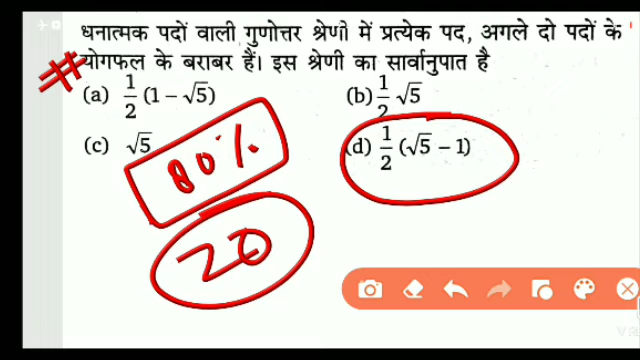 धनात्मक पदों वाली गुणोत्तर श्रेणी में प्रत्येक पद, अगले दो पदों के
योगफल के बराबर हैं। इस श्रेणी का सार्वानुपात है
(a) 1/2 (1 − √5) (b) 1/2 √5
(c) √5 (d) 1/2 (√5 − 1)
80%
20